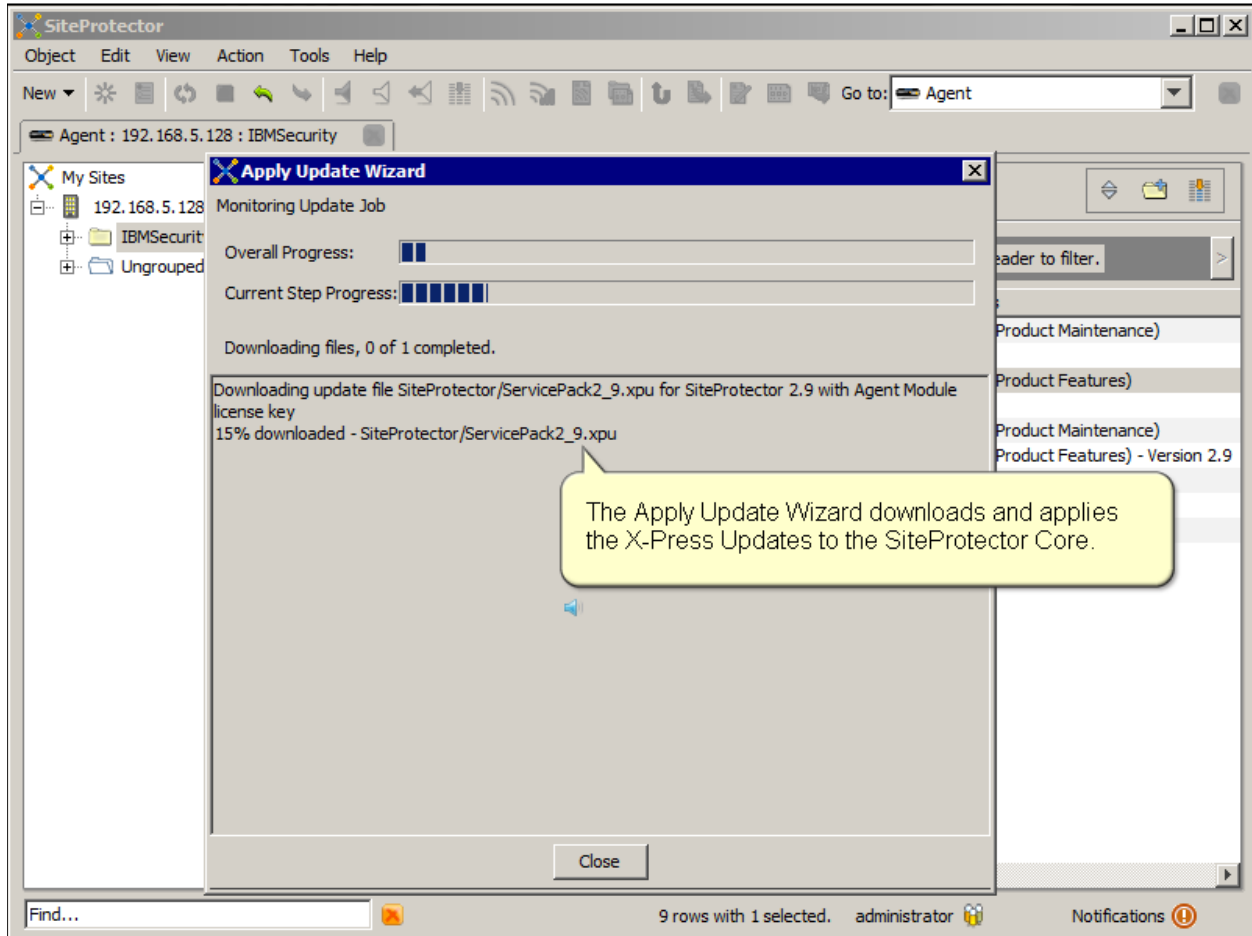 SiteProtector
Object Edit View Action Tools Help
New Go to: Agent
Agent : 192.168.5.128 : IBMSecurity
My Sites
192.168.5.128
IBMSecurit
Ungrouped
Apply Update Wizard
Monitoring Update Job
Overall Progress:
Current Step Progress:
Downloading files, 0 of 1 completed.
Downloading update file SiteProtector/ServicePack2_9.xpu for SiteProtector 2.9 with Agent Module
license key
15% downloaded - SiteProtector/ServicePack2_9.xpu
The Apply Update Wizard downloads and applies
the X-Press Updates to the SiteProtector Core.
Close
eader to filter.
>
Product Maintenance)
Product Features)
Product Maintenance)
Product Features) - Version 2.9
Find...
9 rows with 1 selected. administrator Notifications